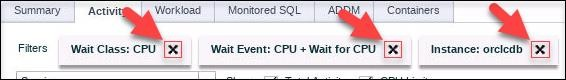 Summary Activity Workload Monitored SQL ADDM Containers
Filters Wait Class: CPU Wait Event: CPU + Wait for CPU Instance: orclcdb